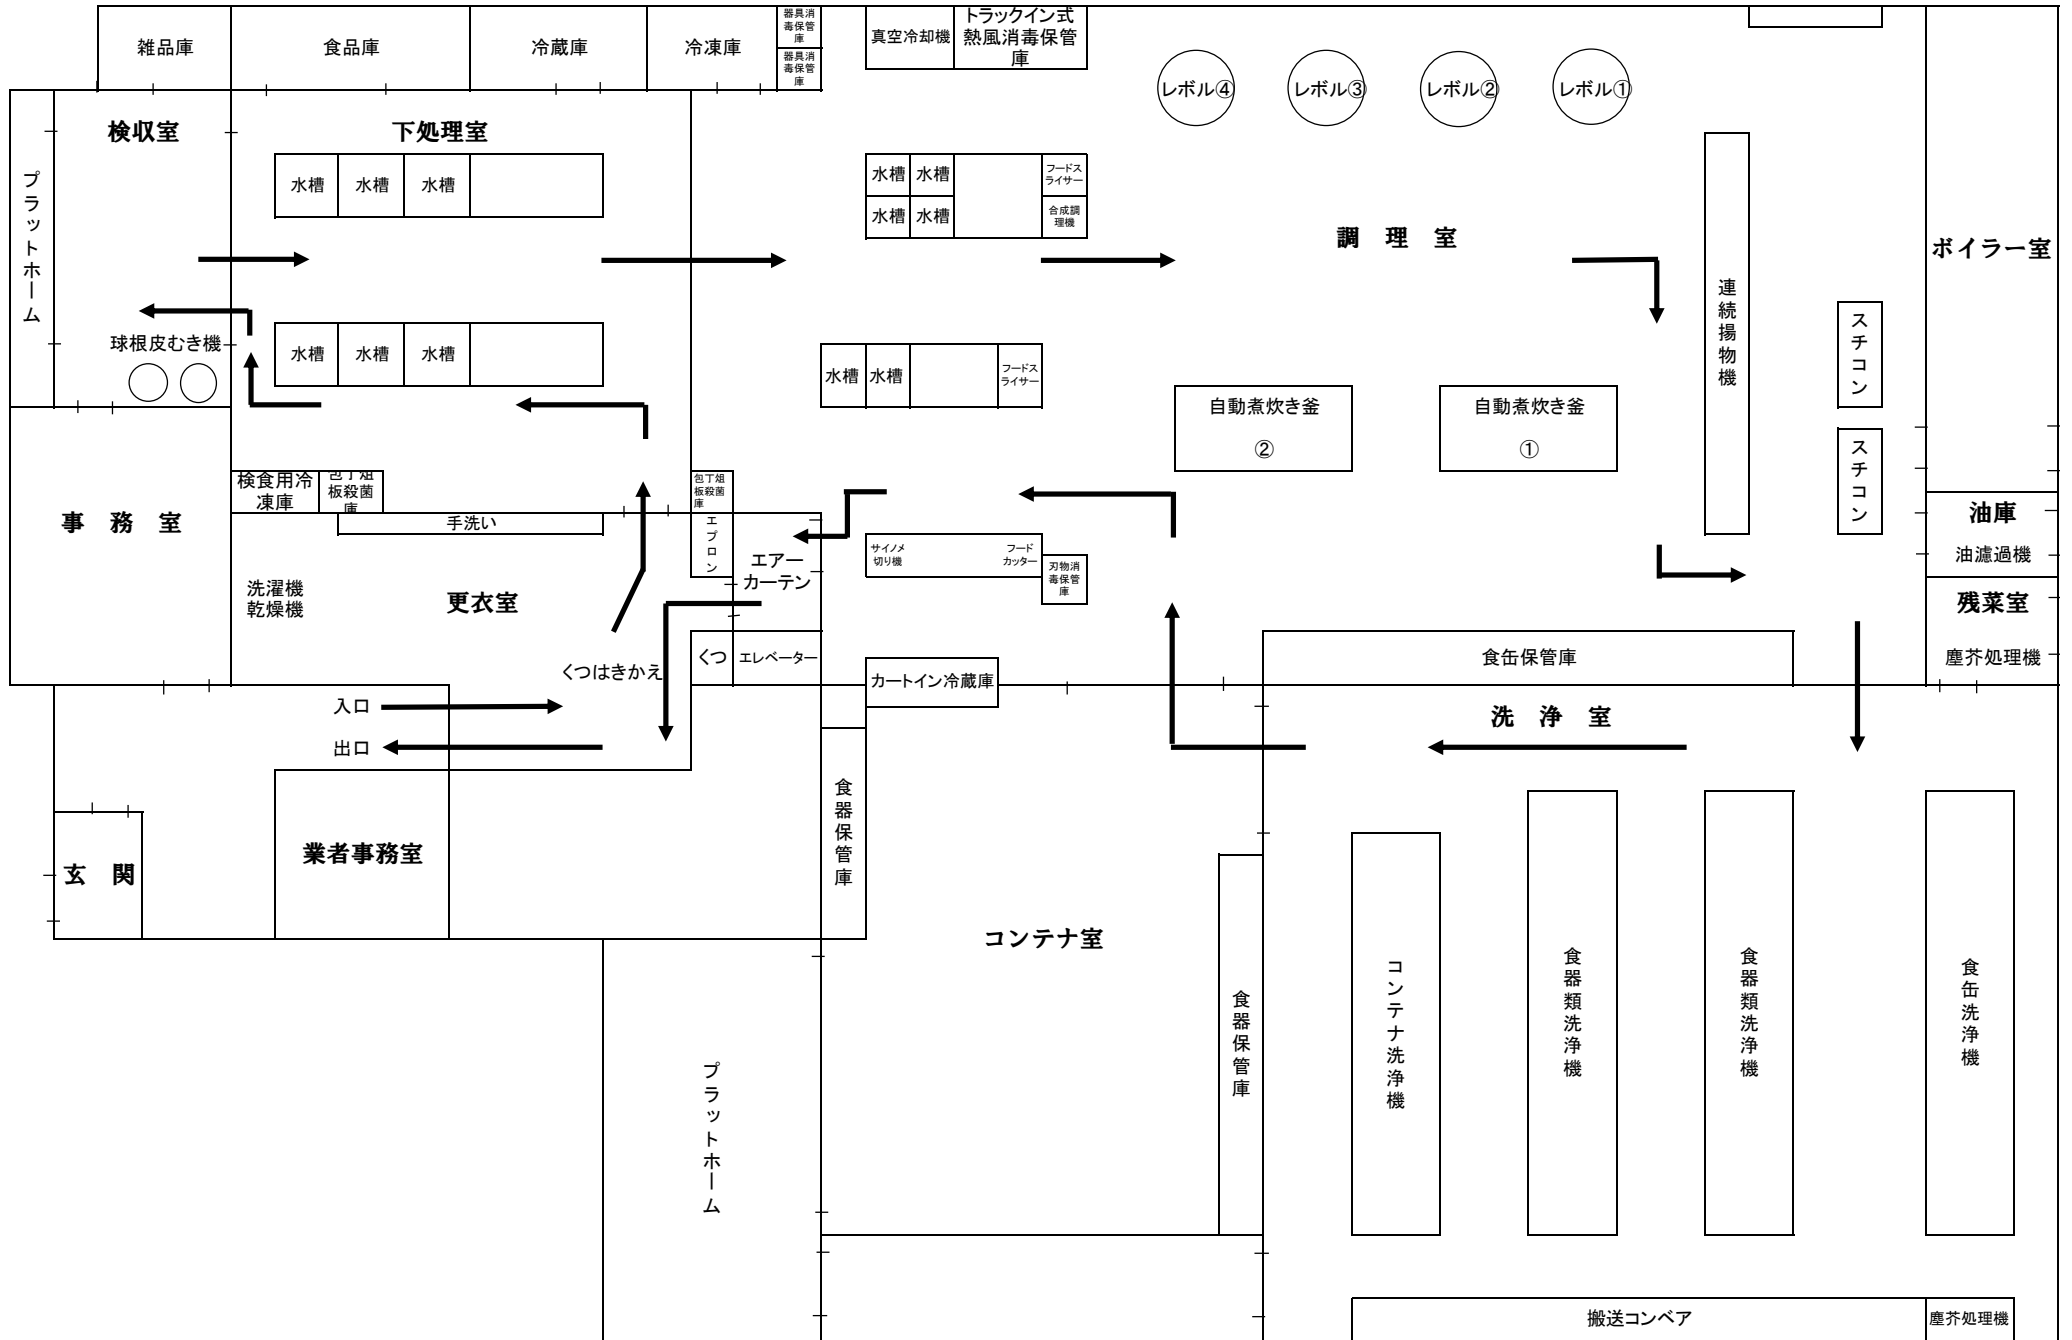 雑品庫
食品庫
冷蔵庫
冷凍庫
器具消
毒保管
庫
器具消
毒保管
庫
真空冷却機
トラックイン式
熱風消毒保管
庫
レボル④
レボル③
レボル②
レボル①
検収室
下処理室
プラットホーム
水槽
水槽
水槽
水槽
水槽
水槽
水槽
フードス
ライサー
合成調
理機
調 理 室
ボイラー室
連続揚物機
スチコン
スチコン
球根皮むき機
水槽
水槽
水槽
水槽
水槽
フードス
ライサー
自動煮炊き釜
②
自動煮炊き釜
①
検食用冷
凍庫
包丁俎
板殺菌
庫
包丁俎
板殺菌
庫
事 務 室
手洗い
エプロン
エアー
カーテン
サイノメ
切り機
フード
カッター
刃物消
毒保管
庫
油庫
油濾過機
洗濯機
乾燥機
更衣室
残菜室
塵芥処理機
くつはきかえ
くつ
エレベーター
カートイン冷蔵庫
食缶保管庫
入口
出口
洗 浄 室
食器保管庫
玄 関
業者事務室
コンテナ室
食器保管庫
コンテナ洗浄機
食器類洗浄機
食器類洗浄機
食缶洗浄機
プラットホーム
搬送コンベア
塵芥処理機